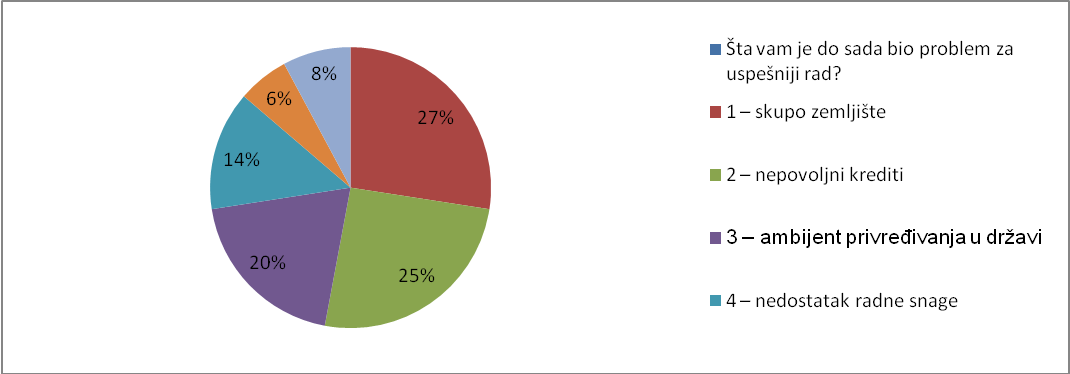 8%
6%
27%
14%
20%
25%
Šta vam je do sada bio problem za
uspešniji rad?
1 – skupo zemljište
2 – nepovoljni krediti
3 – ambijent privređivanja u državi
4 – nedostatak radne snage